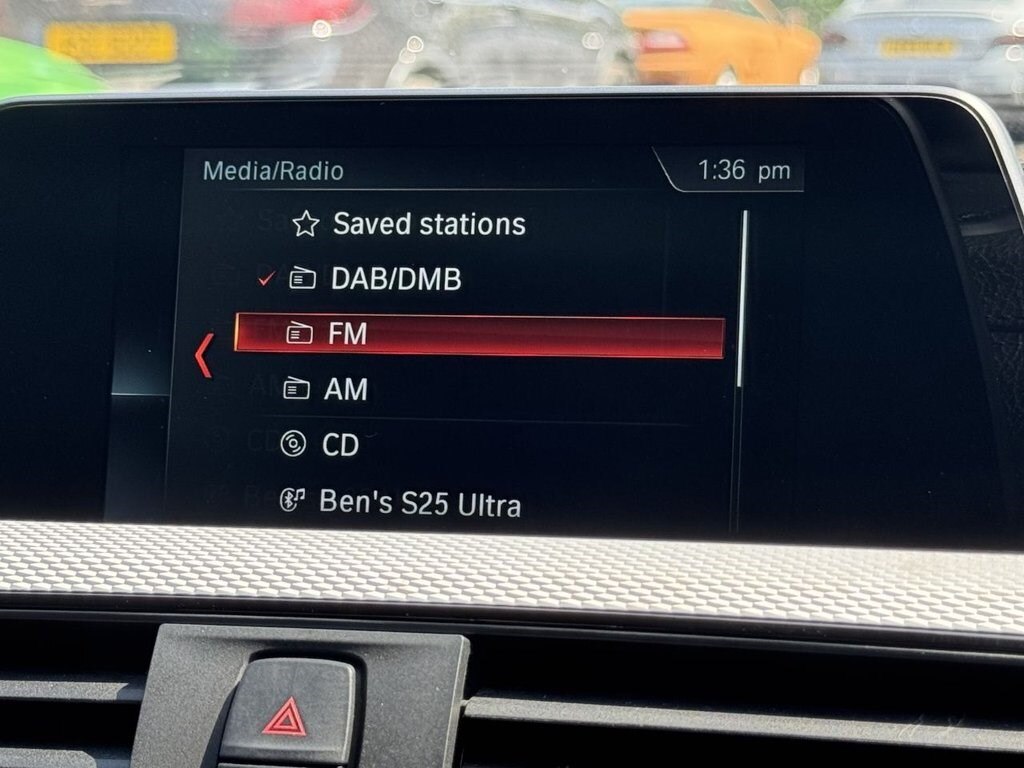 Media/Radio
1:36 pm
Saved stations
DAB/DMB
FM
AM
CD
Ben's S25 Ultra